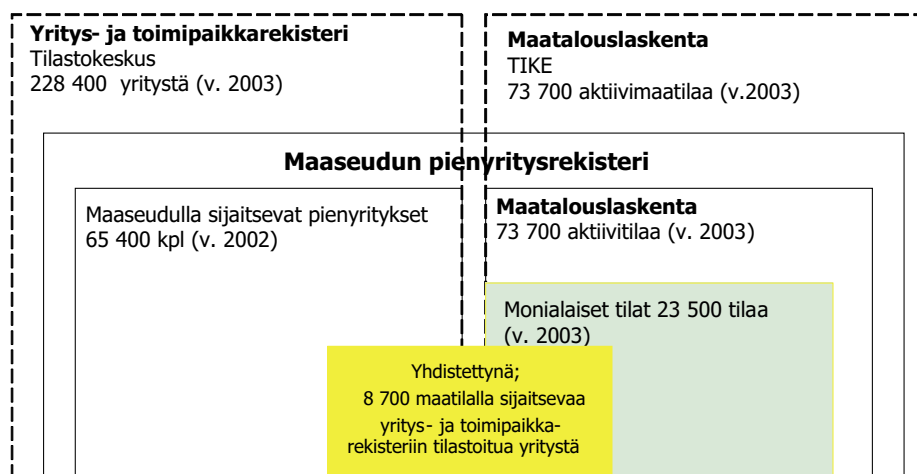 Yritys- ja toimipaikkarekisteri
Tilastokeskus
228 400 yritystä (v. 2003)
Maatalouslaskenta
TIKE
73 700 aktiivimaatilaa (v.2003)
Maaseudun pienyritysrekisteri
Maaseudulla sijaitsevat pienyritykset
65 400 kpl (v. 2002)
Maatalouslaskenta
73 700 aktiivitilaa (v. 2003)
Monialaiset tilat 23 500 tilaa
(v. 2003)
Yhdistettynä;
8 700 maatilalla sijaitsevaa
yritys- ja toimipaikka-
rekisteriin tilastoitua yritystä